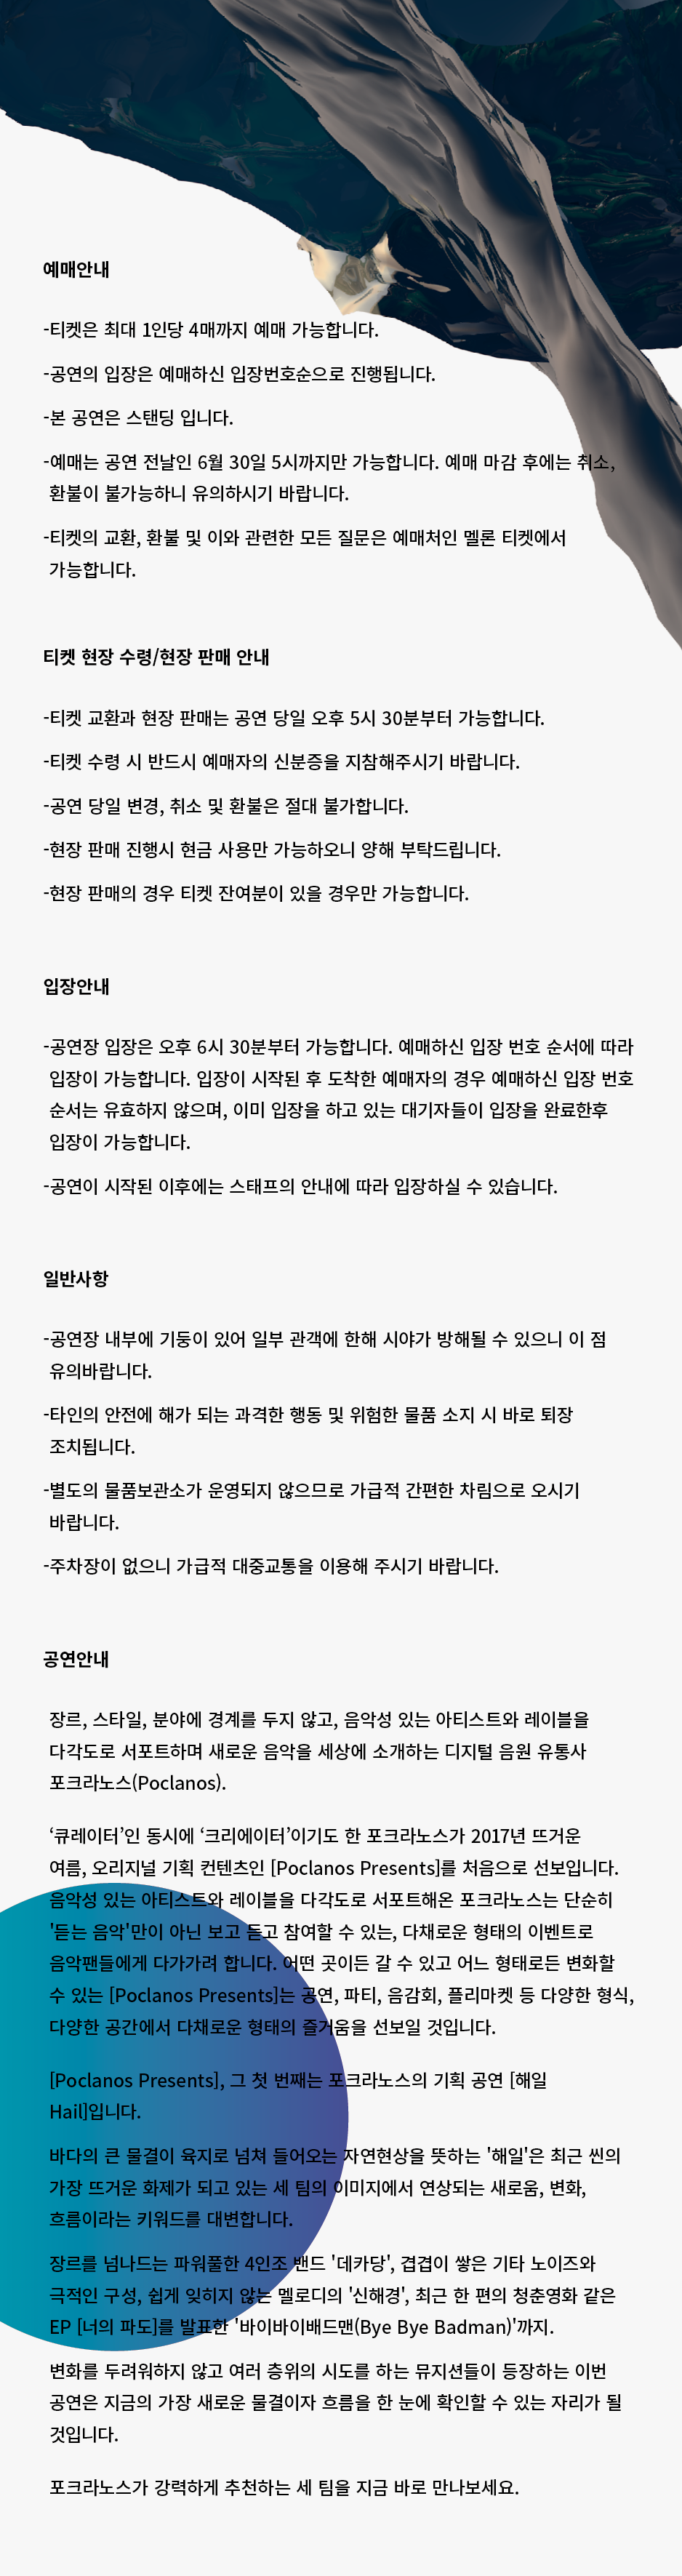 예매안내
-티켓은 최대 1인당 4매까지 예매 가능합니다.
-공연의 입장은 예매하신 입장번호순으로 진행됩니다.
-본 공연은 스탠딩 입니다.
-예매는 공연 전날인 6월 30일 5시까지만 가능합니다. 예매 마감 후에는 취소,
환불이 불가능하니 유의하시기 바랍니다.
-티켓의 교환, 환불 및 이와 관련한 모든 질문은 예매처인 멜론 티켓에서
가능합니다.
티켓 현장 수령/현장 판매 안내
-티켓 교환과 현장 판매는 공연 당일 오후 5시 30분부터 가능합니다.
-티켓 수령 시 반드시 예매자의 신분증을 지참해주시기 바랍니다.
-공연 당일 변경, 취소 및 환불은 절대 불가합니다.
-현장 판매 진행시 현금 사용만 가능하오니 양해 부탁드립니다.
-현장 판매의 경우 티켓 잔여분이 있을 경우만 가능합니다.
입장안내
-공연장 입장은 오후 6시 30분부터 가능합니다. 예매하신 입장 번호 순서에 따라
입장이 가능합니다. 입장이 시작된 후 도착한 예매자의 경우 예매하신 입장 번호
순서는 유효하지 않으며, 이미 입장을 하고 있는 대기자들이 입장을 완료한후
입장이 가능합니다.
-공연이 시작된 이후에는 스태프의 안내에 따라 입장하실 수 있습니다.
일반사항
-공연장 내부에 기둥이 있어 일부 관객에 한해 시야가 방해될 수 있으니 이 점
유의바랍니다.
-타인의 안전에 해가 되는 과격한 행동 및 위험한 물품 소지 시 바로 퇴장
조치됩니다.
-별도의 물품보관소가 운영되지 않으므로 가급적 간편한 차림으로 오시기
바랍니다.
-주차장이 없으니 가급적 대중교통을 이용해 주시기 바랍니다.
공연안내
장르, 스타일, 분야에 경계를 두지 않고, 음악성 있는 아티스트와 레이블을
다각도로 서포트하며 새로운 음악을 세상에 소개하는 디지털 음원 유통사
포크라노스(Poclanos).
‘큐레이터’인 동시에 ‘크리에이터’이기도 한 포크라노스가 2017년 뜨거운
여름, 오리지널 기획 컨텐츠인 [Poclanos Presents]를 처음으로 선보입니다.
음악성 있는 아티스트와 레이블을 다각도로 서포트해온 포크라노스는 단순히
'듣는 음악'만이 아닌 보고 듣고 참여할 수 있는, 다채로운 형태의 이벤트로
음악팬들에게 다가가려 합니다. 어떤 곳이든 갈 수 있고 어느 형태로든 변화할
수 있는 [Poclanos Presents]는 공연, 파티, 음감회, 플리마켓 등 다양한 형식,
다양한 공간에서 다채로운 형태의 즐거움을 선보일 것입니다.
[Poclanos Presents], 그 첫 번째는 포크라노스의 기획 공연 [해일
Hail]입니다.
바다의 큰 물결이 육지로 넘쳐 들어오는 자연현상을 뜻하는 '해일'은 최근 씬의
가장 뜨거운 화제가 되고 있는 세 팀의 이미지에서 연상되는 새로움, 변화,
흐름이라는 키워드를 대변합니다.
장르를 넘나드는 파워풀한 4인조 밴드 '데카당', 겹겹이 쌓은 기타 노이즈와
극적인 구성, 쉽게 잊히지 않는 멜로디의 '신해경', 최근 한 편의 청춘영화 같은
EP [너의 파도]를 발표한 '바이바이배드맨(Bye Bye Badman)'까지.
변화를 두려워하지 않고 여러 층위의 시도를 하는 뮤지션들이 등장하는 이번
공연은 지금의 가장 새로운 물결이자 흐름을 한 눈에 확인할 수 있는 자리가 될
것입니다.
포크라노스가 강력하게 추천하는 세 팀을 지금 바로 만나보세요.